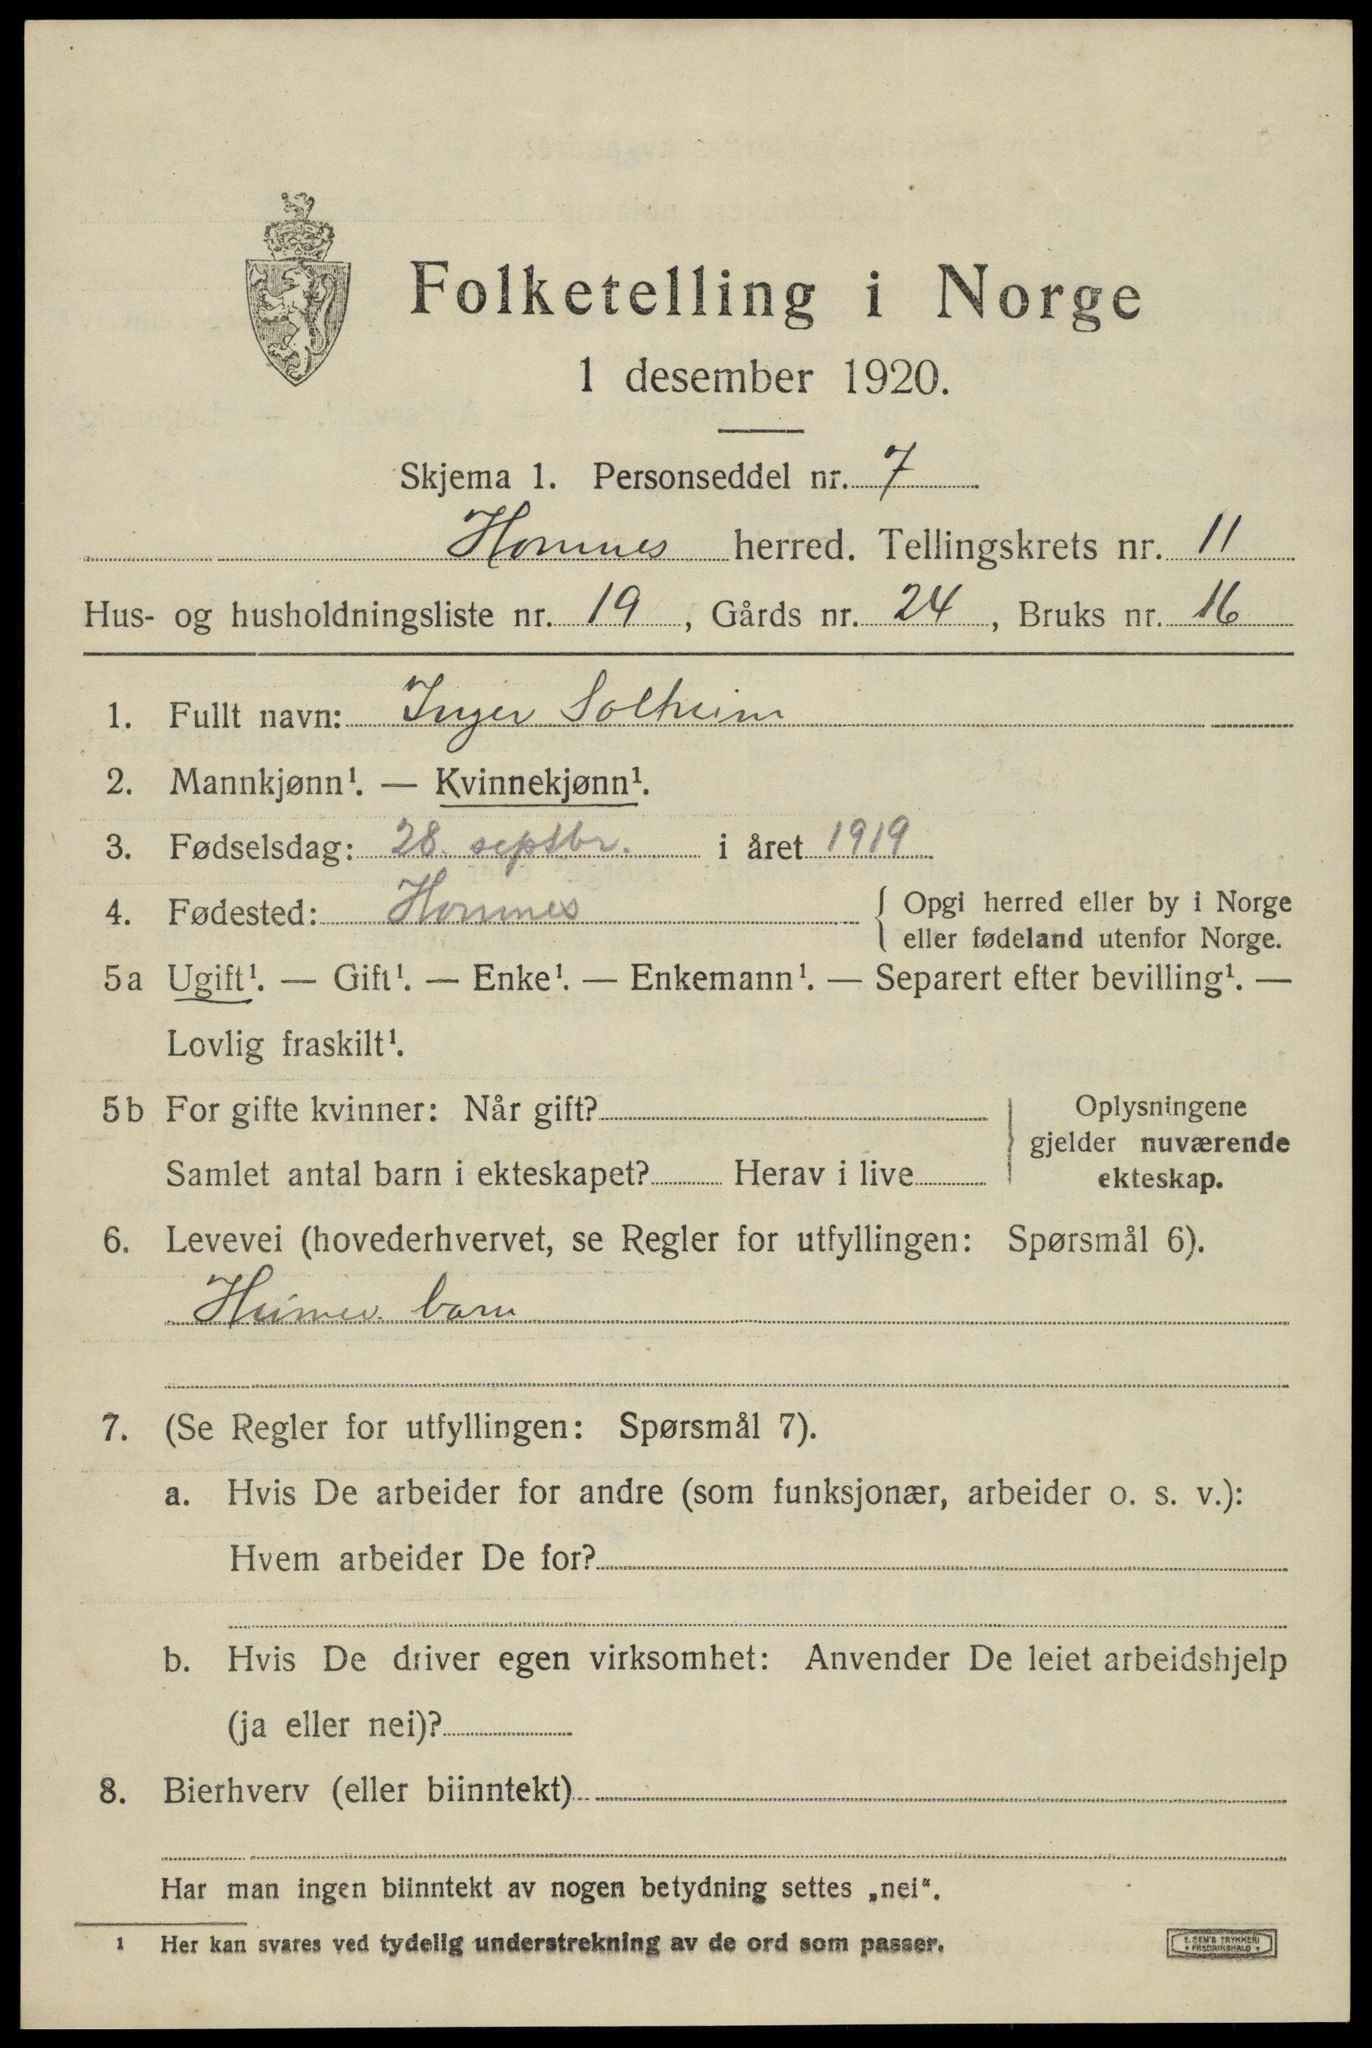 Folketelling i Norge
1 desember 1920.
Skjema 1. Personseddel nr. 7
Hommes herred. Tellingskrets nr. 11
Hus- og husholdningsliste nr. 19, Gårds nr. 24, Bruks nr. 16
1. Fullt navn: Inger Solheim
2. Mannkjønn¹. — Kvinnekjønn¹.
3. Fødselsdag: 28. septbr. i året 1919
4. Fødested: Hommes { Opgi herred eller by i Norge
eller fødeland utenfor Norge.
5a Ugift¹. — Gift¹. — Enke¹. — Enkemann¹. — Separert efter bevilling¹. —
Lovlig fraskilt¹.
5b For gifte kvinner: Når gift? } Oplysningene
gjelder nuværende
Samlet antal barn i ekteskapet? Herav i live ekteskap.
6. Levevei (hovederhvervet, se Regler for utfyllingen: Spørsmål 6).
barn
7. (Se Regler for utfyllingen: Spørsmål 7).
a. Hvis De arbeider for andre (som funksjonær, arbeider o. s. v.):
Hvem arbeider De for?
b. Hvis De driver egen virksomhet: Anvender De leiet arbeidshjelp
(ja eller nei)?
8. Bierhverv (eller biinntekt)
Har man ingen biinntekt av nogen betydning settes „nei“.
1 Her kan svares ved tydelig understrekning av de ord som passer.
E. SEM'S TRYKKERI
* FREDRIKSHALD *